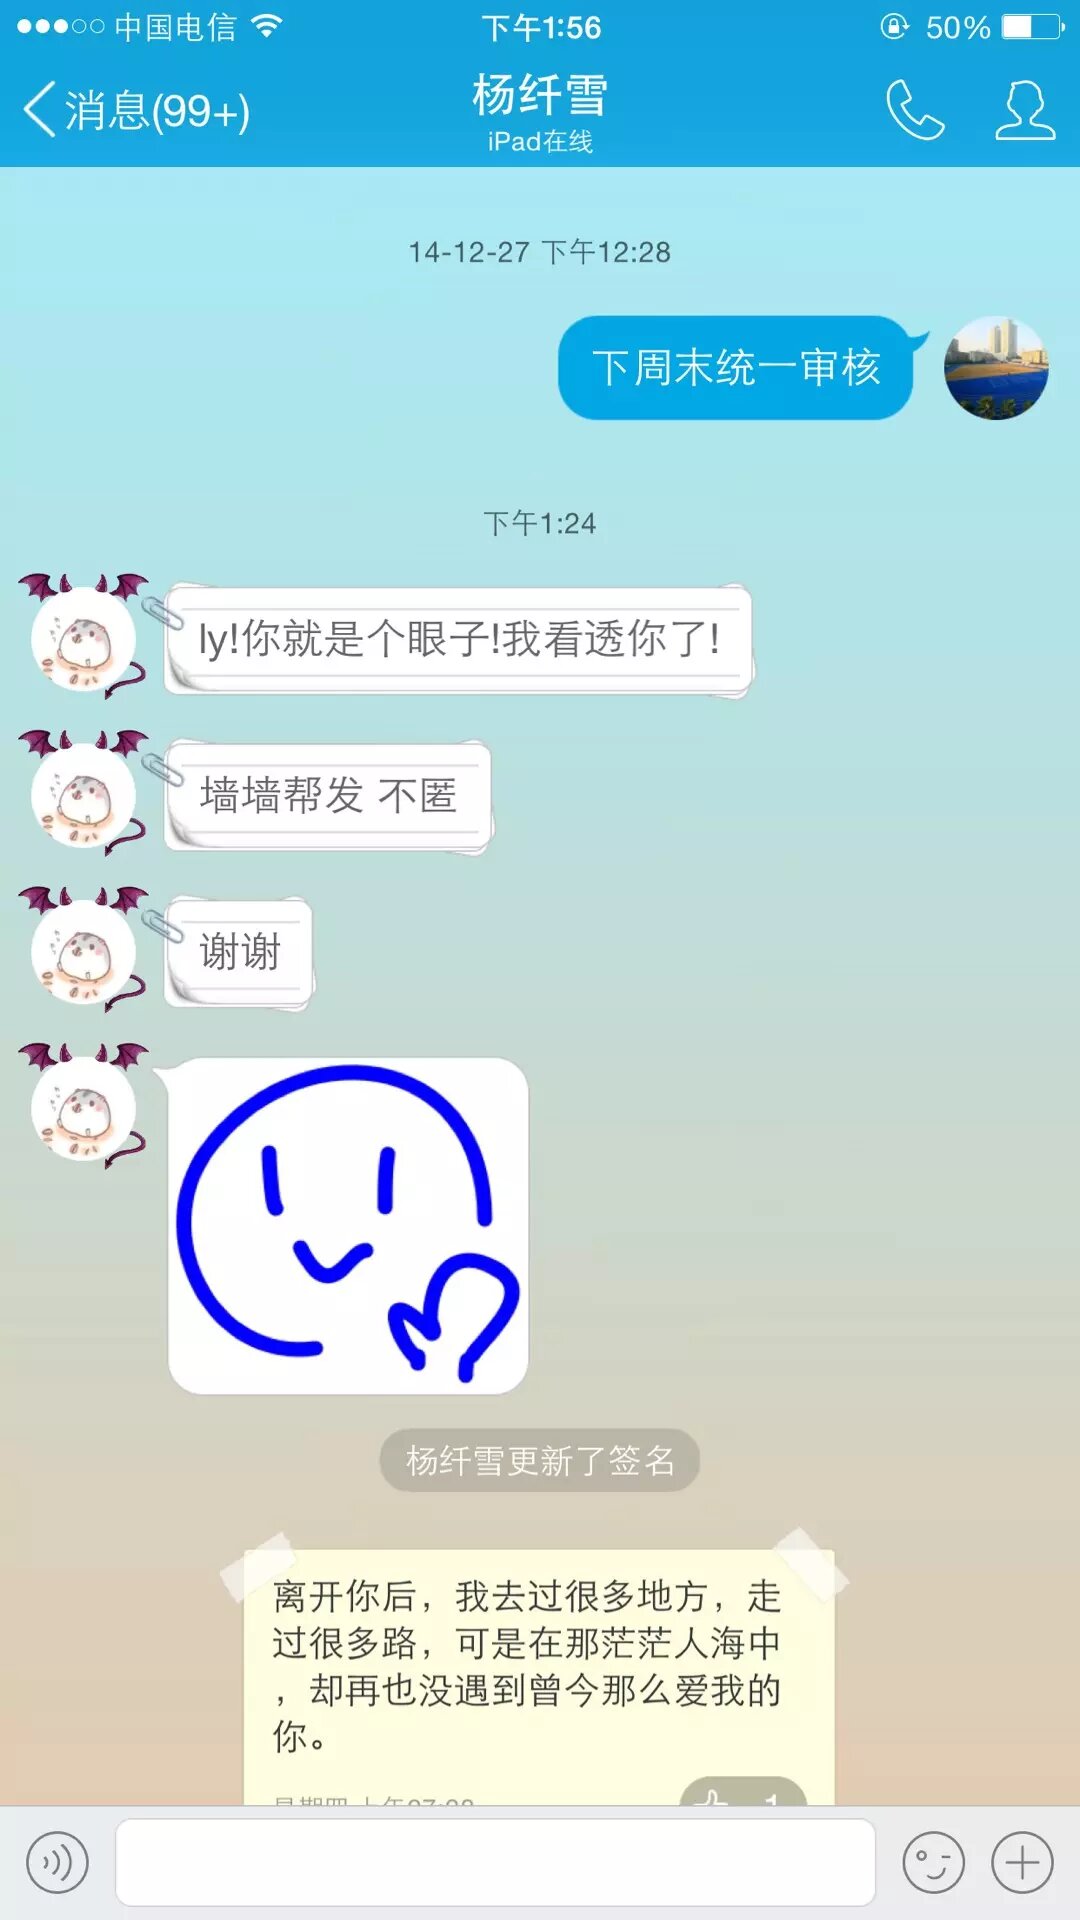 中国电信 下午1:56 50%
消息(99+) 杨纤雪
iPad在线
14-12-27 下午12:28
下周末统一审核
下午1:24
ly!你就是个眼子!我看透你了!
墙墙帮发 不匿
谢谢
杨纤雪更新了签名
离开你后，我去过很多地方，走
过很多路，可是在那茫茫人海中
，却再也没遇到曾今那么爱我的
你。
1